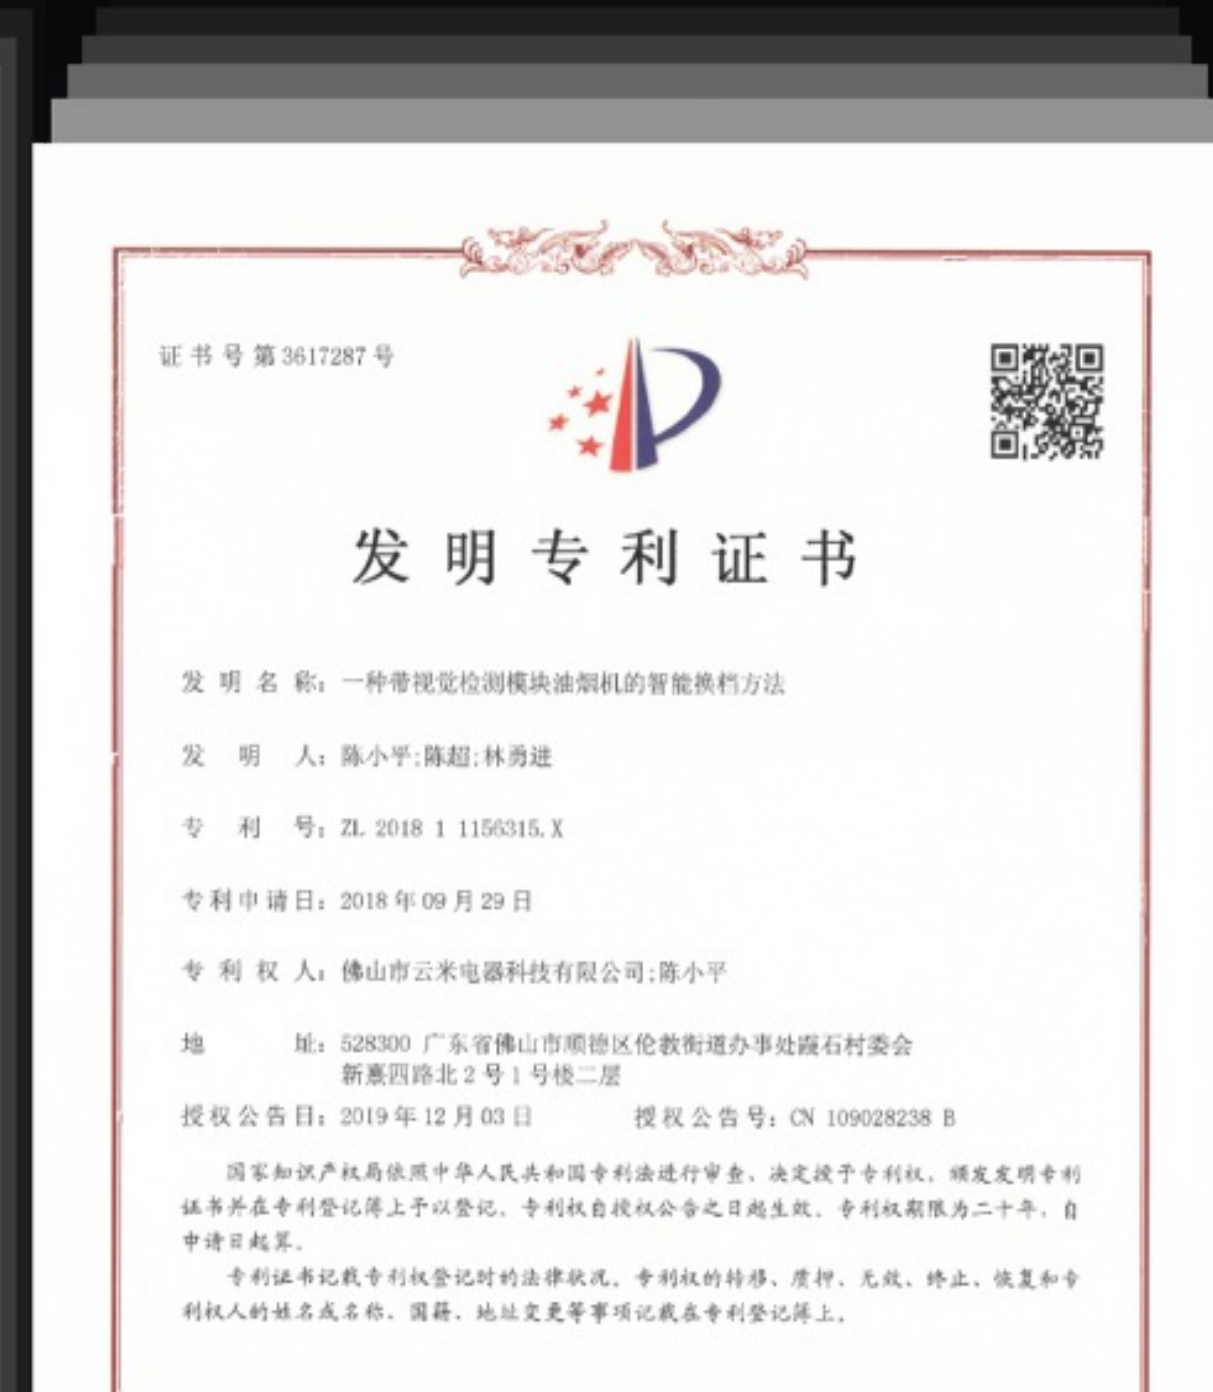 证书号第3617287号
发明专利证书
发明名称：一种带视觉检测模块油烟机的智能换档方法
发明人：陈小平;陈超;林勇进
专利号：ZL 2018 1 1156315.X
专利申请日：2018年09月29日
专利权人：佛山市云米电器科技有限公司;陈小平
地址：528300 广东省佛山市顺德区伦教街道办事处霞石村委会
新熹四路北2号1号楼二层
授权公告日：2019年12月03日 授权公告号：CN 109028238 B
国家知识产权局依照中华人民共和国专利法进行审查，决定授予专利权，颁发发明专利
证书并在专利登记簿上予以登记。专利权自授权公告之日起生效。专利权期限为二十年，自
申请日起算。
专利证书记载专利权登记时的法律状况。专利权的转移、质押、无效、终止、恢复和专
利权人的姓名或名称、国籍、地址变更等事项记载在专利登记簿上。